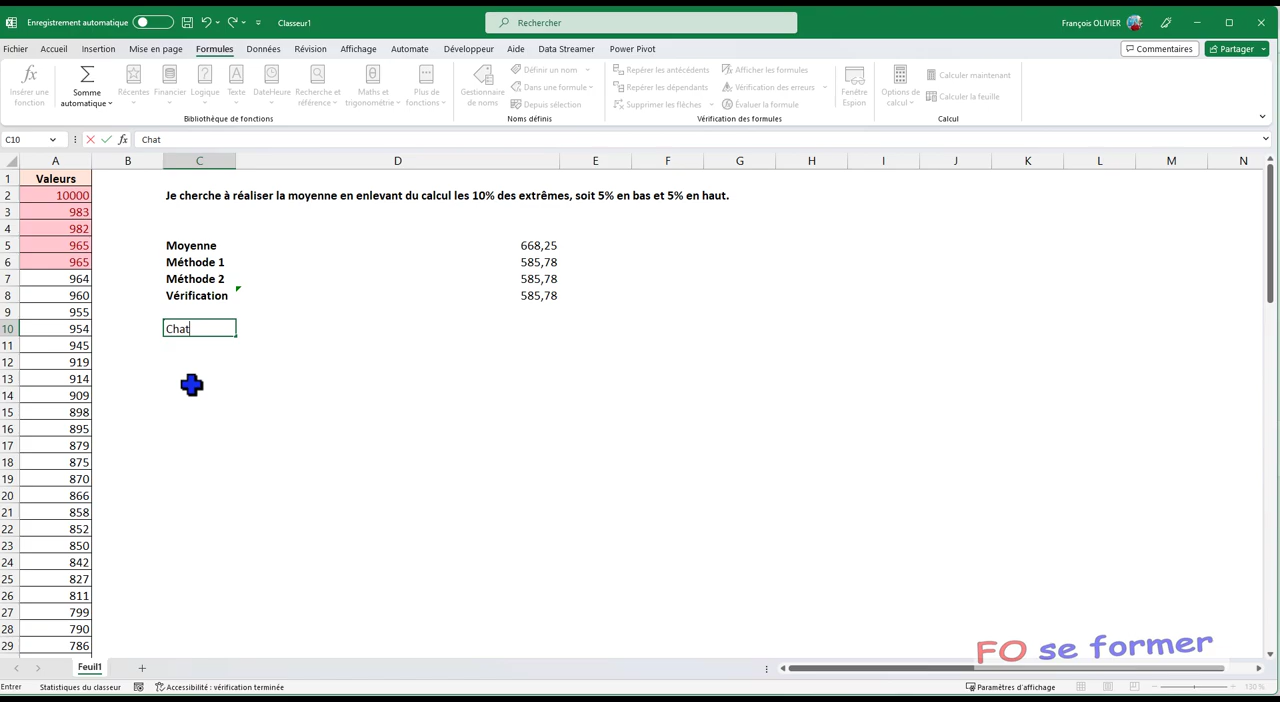 Enregistrement automatique
Classeur1
Rechercher
François OLIVIER
Fichier Accueil Insertion Mise en page Formules Données Révision Affichage Automate Développeur Aide Data Streamer Power Pivot
Commentaires
Partager
Insérer une fonction
Somme automatique
Récentes
Financier
Logique
Texte
DateHeure
Recherche et référence
Maths et trigonométrie
Plus de fonctions
Bibliothèque de fonctions
Gestionnaire de noms
Définir un nom
Dans une formule
Depuis sélection
Noms définis
Repérer les antécédents
Repérer les dépendants
Supprimer les flèches
Afficher les formules
Vérification des erreurs
Évaluer la formule
Vérification des formules
Fenêtre Espion
Options de calcul
Calculer maintenant
Calculer la feuille
Calcul
C10 fx Chat
A B C D E F G H I J K L M N
1 Valeurs
2 10000 Je cherche à réaliser la moyenne en enlevant du calcul les 10% des extrêmes, soit 5% en bas et 5% en haut.
3 983
4 982
5 965 Moyenne 668,25
6 965 Méthode 1 585,78
7 964 Méthode 2 585,78
8 960 Vérification 585,78
9 955
10 954 Chat
11 945
12 919
13 914
14 909
15 898
16 895
17 879
18 875
19 870
20 866
21 858
22 852
23 850
24 842
25 827
26 811
27 799
28 790
29 786
FO se former
Feuil1
Entrer Statistiques du classeur Accessibilité : vérification terminée Paramètres d'affichage 130 %